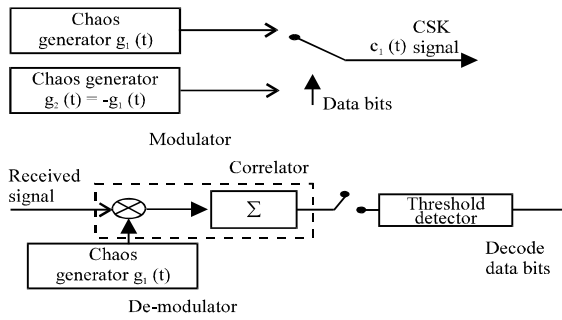 Chaos
generator g₁ (t)
CSK
c₁ (t) signal
Chaos generator
g₂ (t) = -g₁ (t)
Data bits
Modulator
Correlator
Received
signal
Σ
Threshold
detector
Chaos
generator g₁ (t)
Decode
data bits
De-modulator